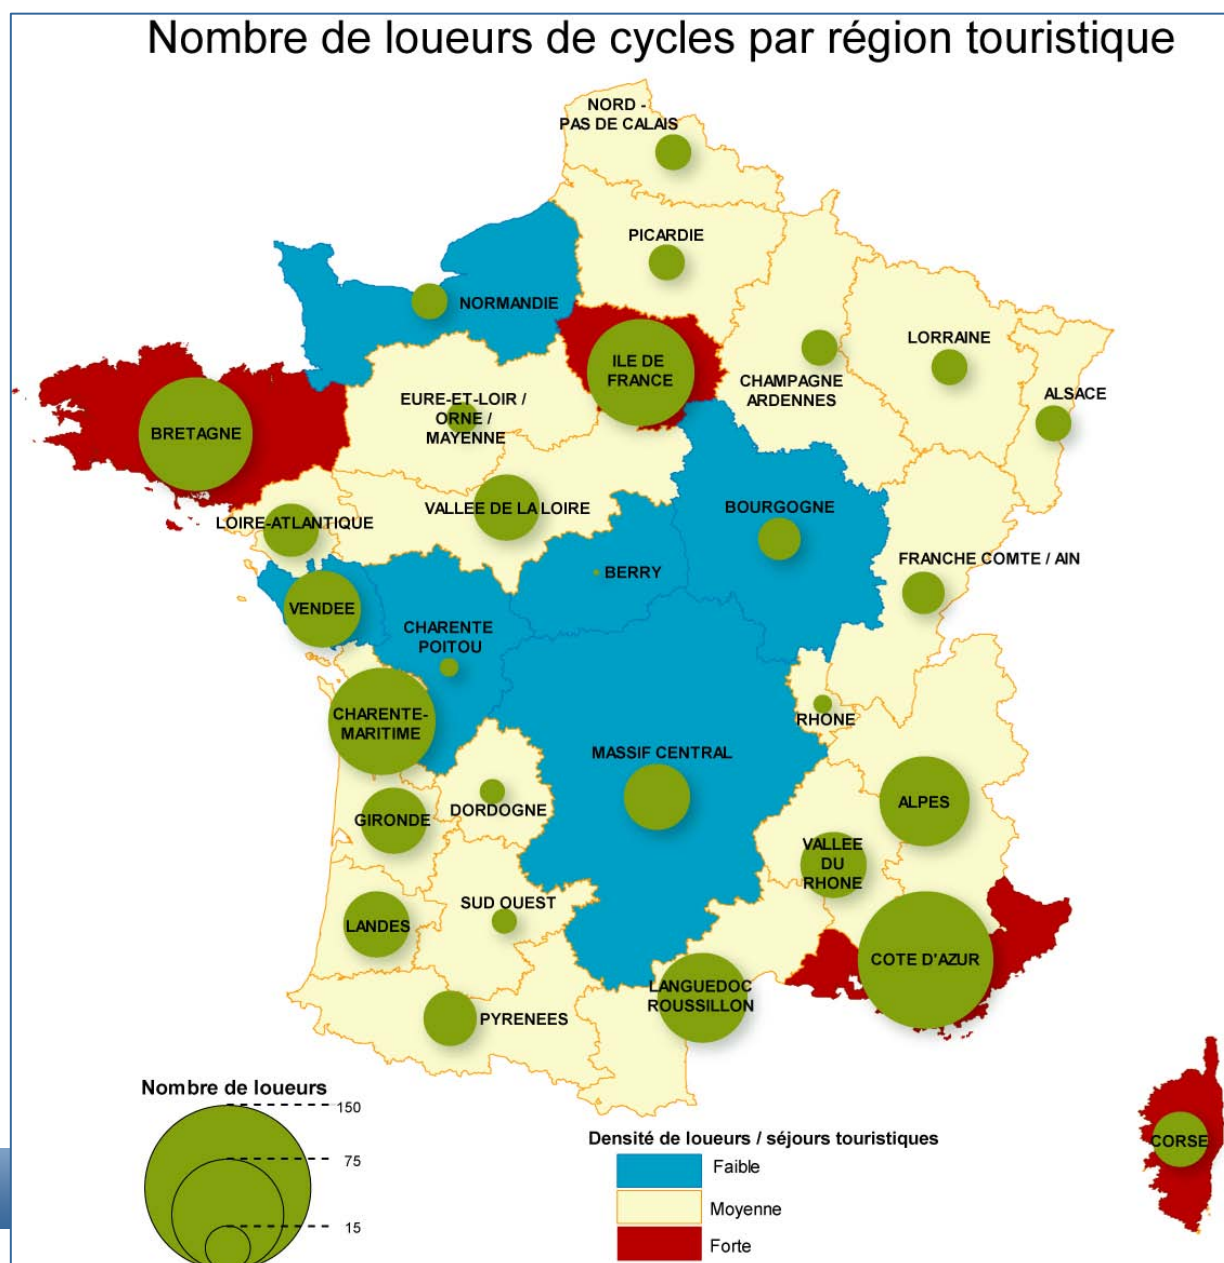 Nombre de loueurs de cycles par région touristique
NORD -
PAS DE CALAIS
PICARDIE
NORMANDIE
ILE DE
FRANCE
CHAMPAGNE
ARDENNES
LORRAINE
ALSACE
BRETAGNE
EURE-ET-LOIR /
ORNE /
MAYENNE
LOIRE-ATLANTIQUE
VALLEE DE LA LOIRE
BOURGOGNE
FRANCHE COMTE / AIN
BERRY
VENDEE
CHARENTE
POITOU
CHARENTE-
MARITIME
RHONE
MASSIF CENTRAL
ALPES
DORDOGNE
GIRONDE
VALLEE
DU
RHONE
LANDES
SUD OUEST
COTE D'AZUR
LANGUEDOC
ROUSSILLON
PYRENEES
CORSE
Nombre de loueurs
150
75
15
Densité de loueurs / séjours touristiques
Faible
Moyenne
Forte